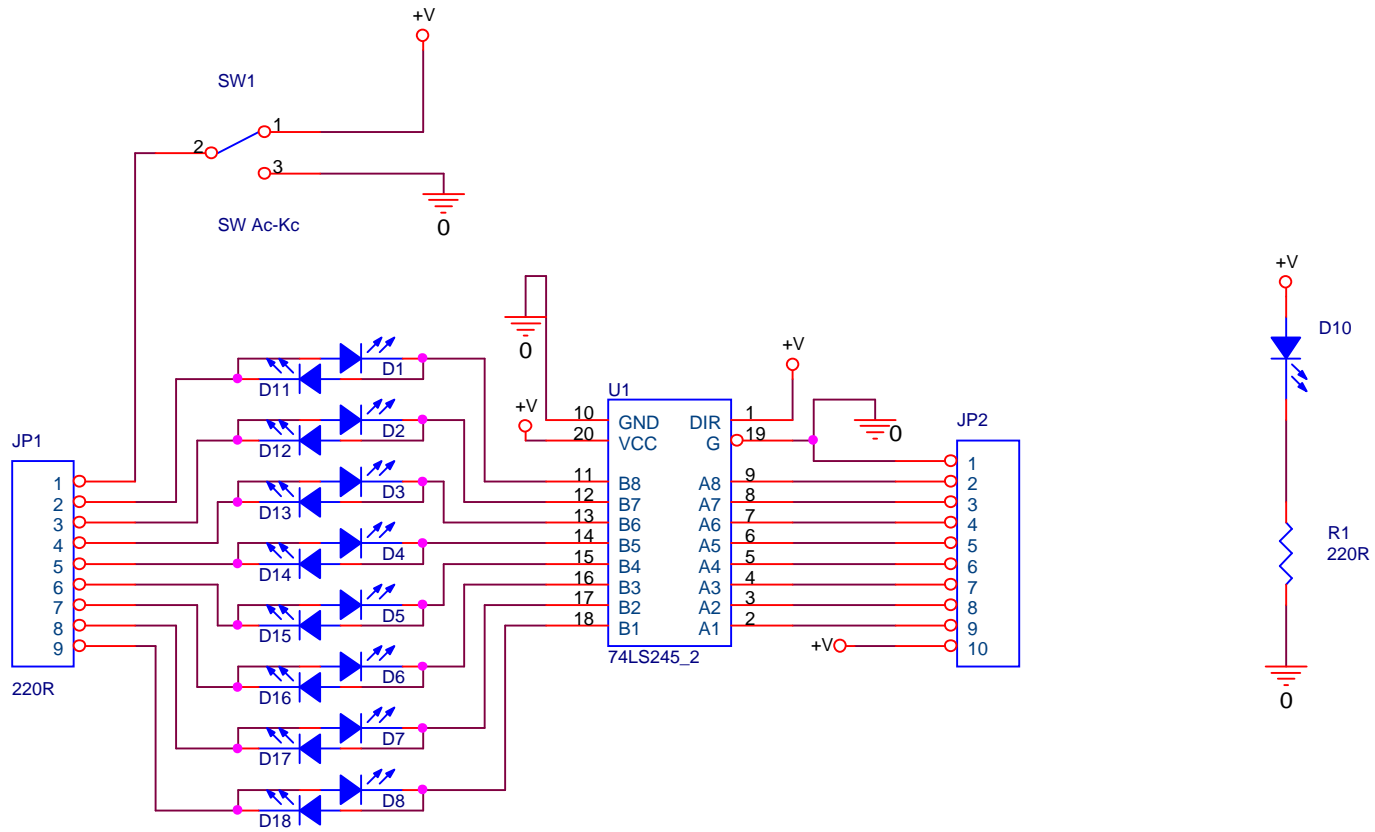 +V
SW1
1
2
3
SW Ac-Kc
0
+V
D10
0
D1
D11
+V
U1
+V
10 GND DIR 1
20 VCC G 19
0
JP2
D2
D12
JP1
1
2
3
4
5
6
7
8
9
220R
D3
D13
D4
D14
D5
D15
D6
D16
D7
D17
D8
D18
11 B8 A8 9
12 B7 A7 8
13 B6 A6 7
14 B5 A5 6
15 B4 A4 5
16 B3 A3 4
17 B2 A2 3
18 B1 A1 2
74LS245_2
1
2
3
4
5
6
7
8
9
+V 10
R1
220R
0